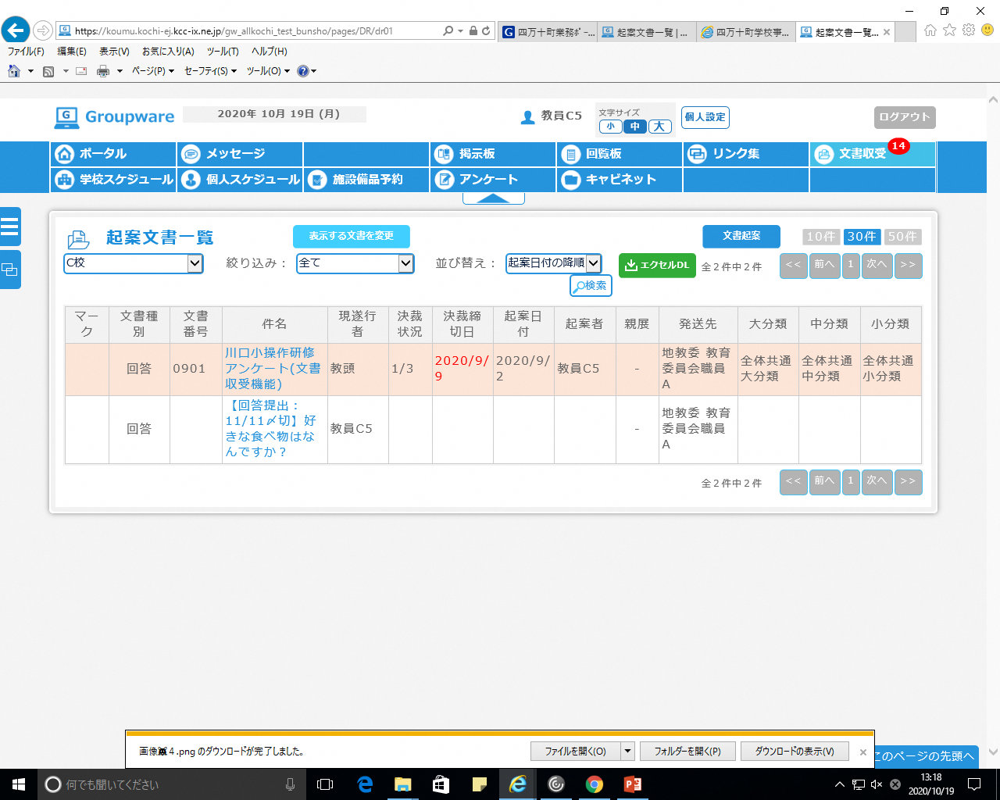 https://koumu.kochi-ej.kcc-ix.ne.jp/gw_allkochi_test_bunsho/pages/DR/dr01
四万十町業務ﾎﾟｰ...
起案文書一覧 | ...
四万十町学校事...
起案文書一覧...
ファイル(F) 編集(E) 表示(V) お気に入り(A) ツール(T) ヘルプ(H)
ページ(P) セーフティ(S) ツール(O)
G Groupware
2020年 10月 19日 (月)
教員C5
文字サイズ
小 中 大
個人設定
ログアウト
ポータル メッセージ 掲示板 回覧板 リンク集 文書収受 14
学校スケジュール 個人スケジュール 施設備品予約 アンケート キャビネット
起案文書一覧
表示する文書を変更
文書起案
10件 30件 50件
C校
絞り込み： 全て
並び替え： 起案日付の降順
エクセルDL
全２件中２件
<< 前へ 1 次へ >>
検索
マーク 文書種別 文書番号 件名 現遂行者 決裁状況 決裁締切日 起案日付 起案者 親展 発送先 大分類 中分類 小分類
回答 0901 川口小操作研修アンケート(文書収受機能) 教頭 1/3 2020/9/9 2020/9/2 教員C5 - 地教委 教育委員会職員A 全体共通大分類 全体共通中分類 全体共通小分類
回答 【回答提出：11/11〆切】好きな食べ物はなんですか？ 教員C5 - 地教委 教育委員会職員A
全２件中２件
<< 前へ 1 次へ >>
４.png のダウンロードが完了しました。
ファイルを開く(O)
フォルダーを開く(P)
ダウンロードの表示(V)
このページの先頭へ
何でも聞いてください
13:18
2020/10/19